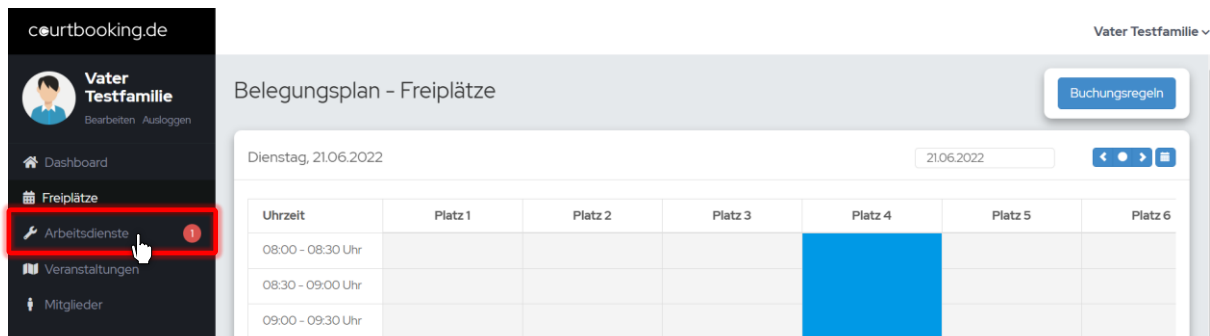 courtbooking.de
Vater Testfamilie
Vater
Testfamilie
Bearbeiten Ausloggen
Dashboard
Freiplätze
Arbeitsdienste 1
Veranstaltungen
Mitglieder
Belegungsplan - Freiplätze
Buchungsregeln
Dienstag, 21.06.2022
21.06.2022
Uhrzeit Platz 1 Platz 2 Platz 3 Platz 4 Platz 5 Platz 6
08:00 - 08:30 Uhr
08:30 - 09:00 Uhr
09:00 - 09:30 Uhr